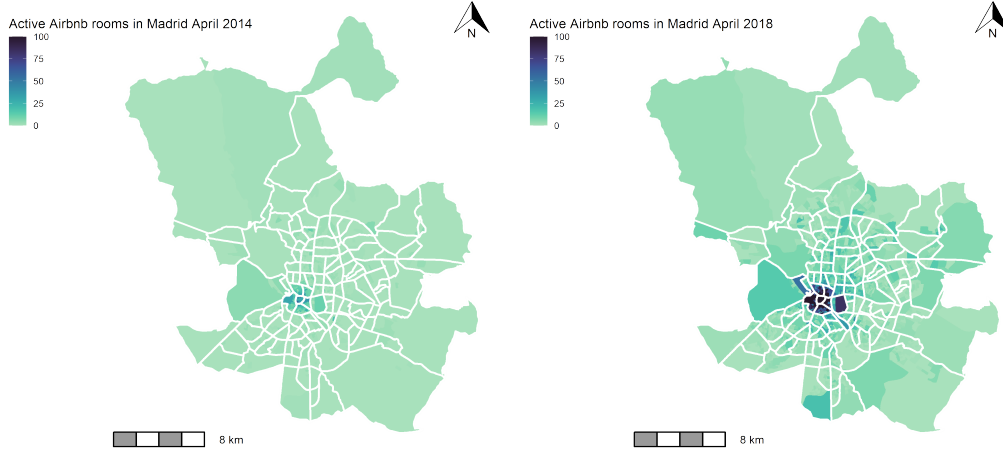 Active Airbnb rooms in Madrid April 2014
100
75
50
25
0
N
8 km
Active Airbnb rooms in Madrid April 2018
100
75
50
25
0
N
8 km